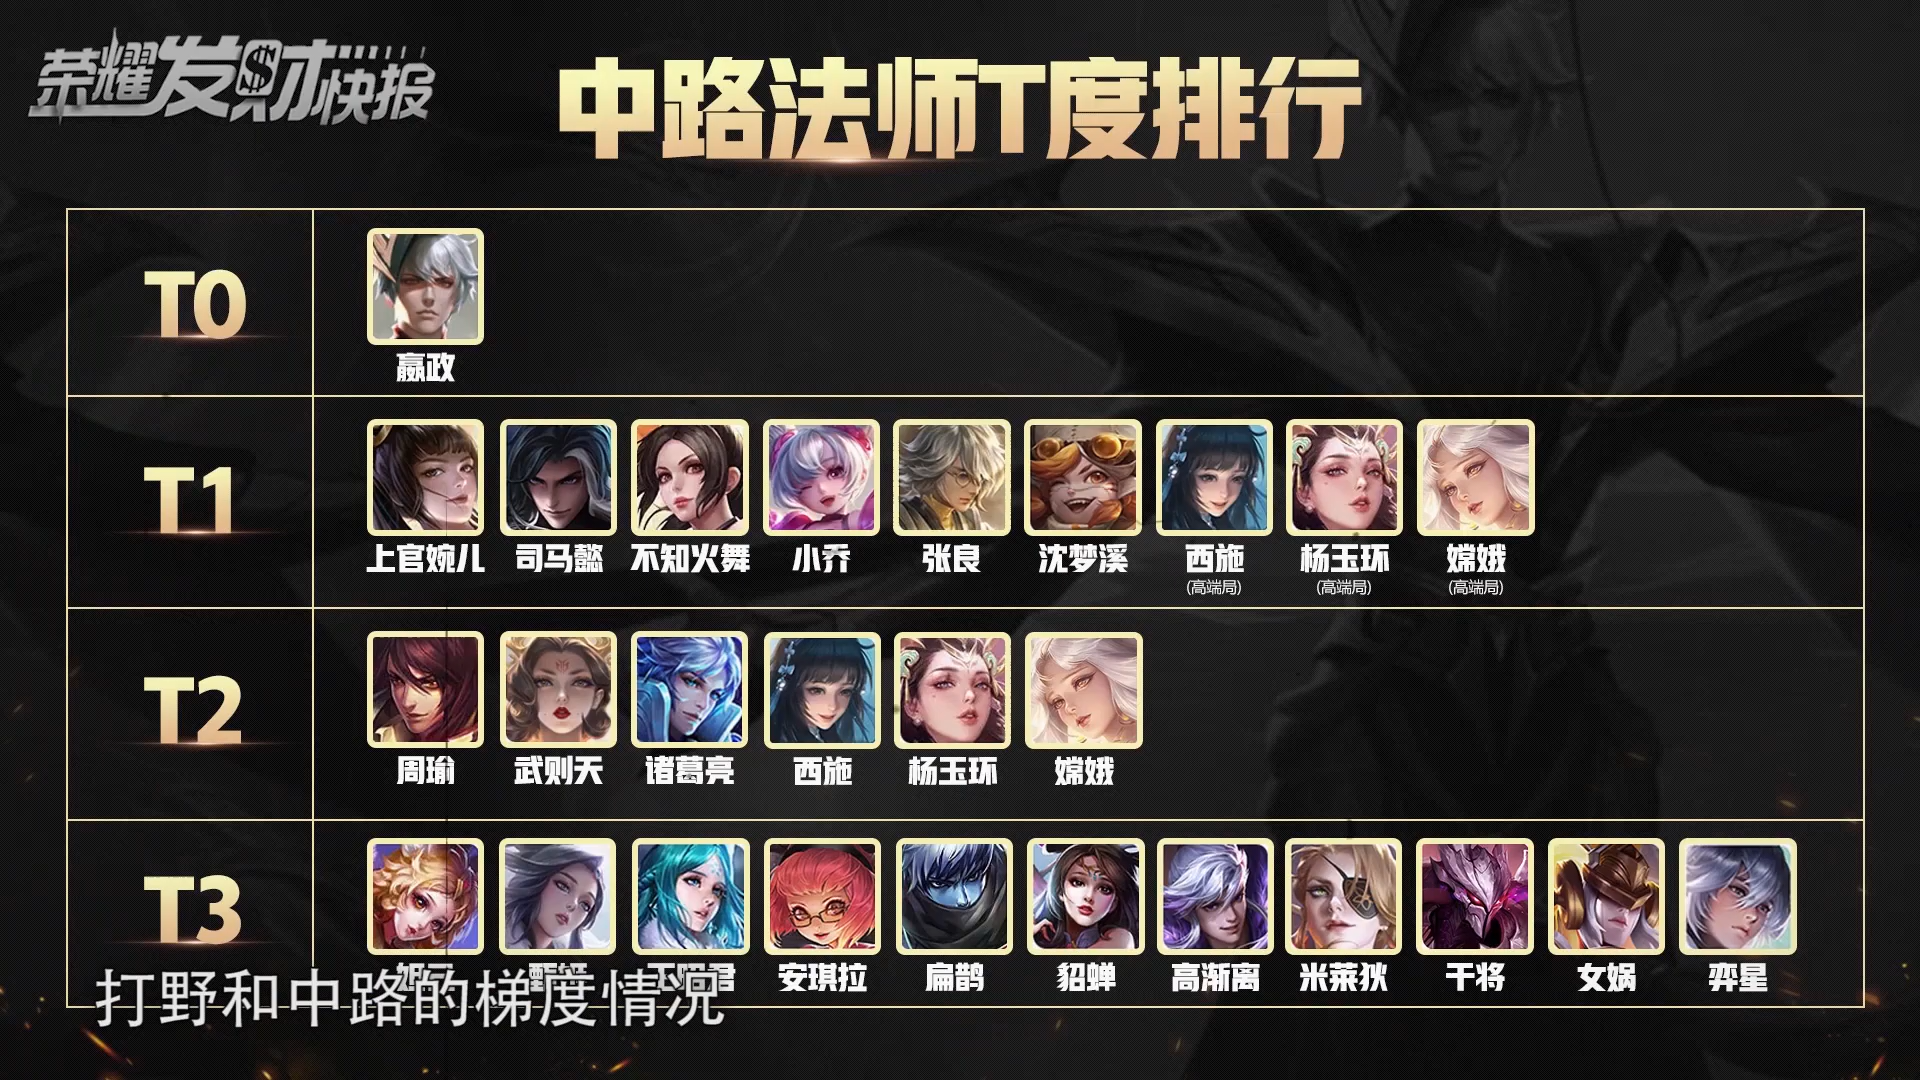 荣耀发财快报
中路法师T度排行
T0
嬴政
T1
上官婉儿 司马懿 不知火舞 小乔 张良 沈梦溪 西施 杨玉环 嫦娥
(高端局) (高端局) (高端局)
T2
周瑜 武则天 诸葛亮 西施 杨玉环 嫦娥
T3
安琪拉 扁鹊 貂蝉 高渐离 米莱狄 干将 女娲 弈星
打野和中路的梯度情况